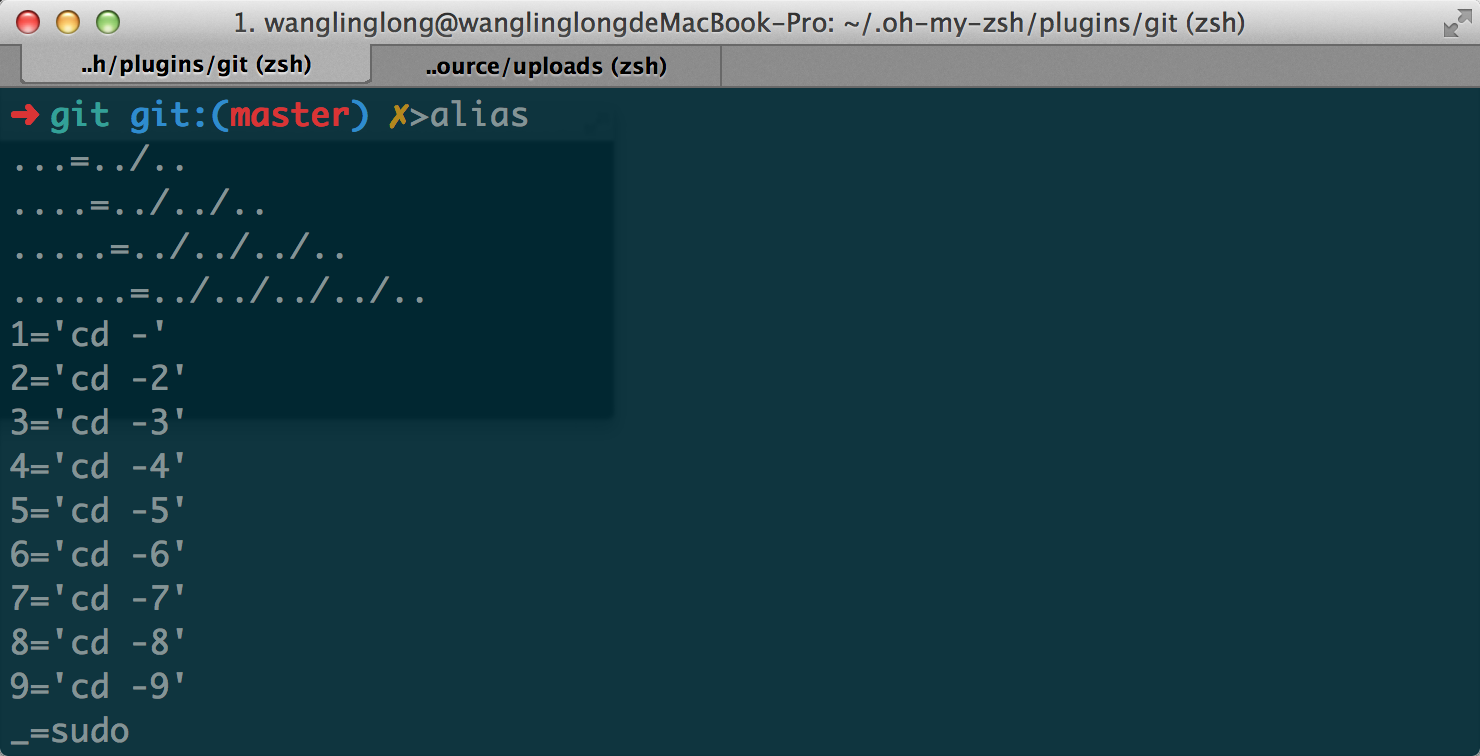 1. wanglinglong@wanglinglongdeMacBook-Pro: ~/.oh-my-zsh/plugins/git (zsh)
..h/plugins/git (zsh) ..ource/uploads (zsh)
➜ git git:(master) ✗>alias
...=../..
....=../../..
.....=../../../..
......=../../../../..
1='cd -'
2='cd -2'
3='cd -3'
4='cd -4'
5='cd -5'
6='cd -6'
7='cd -7'
8='cd -8'
9='cd -9'
_=sudo